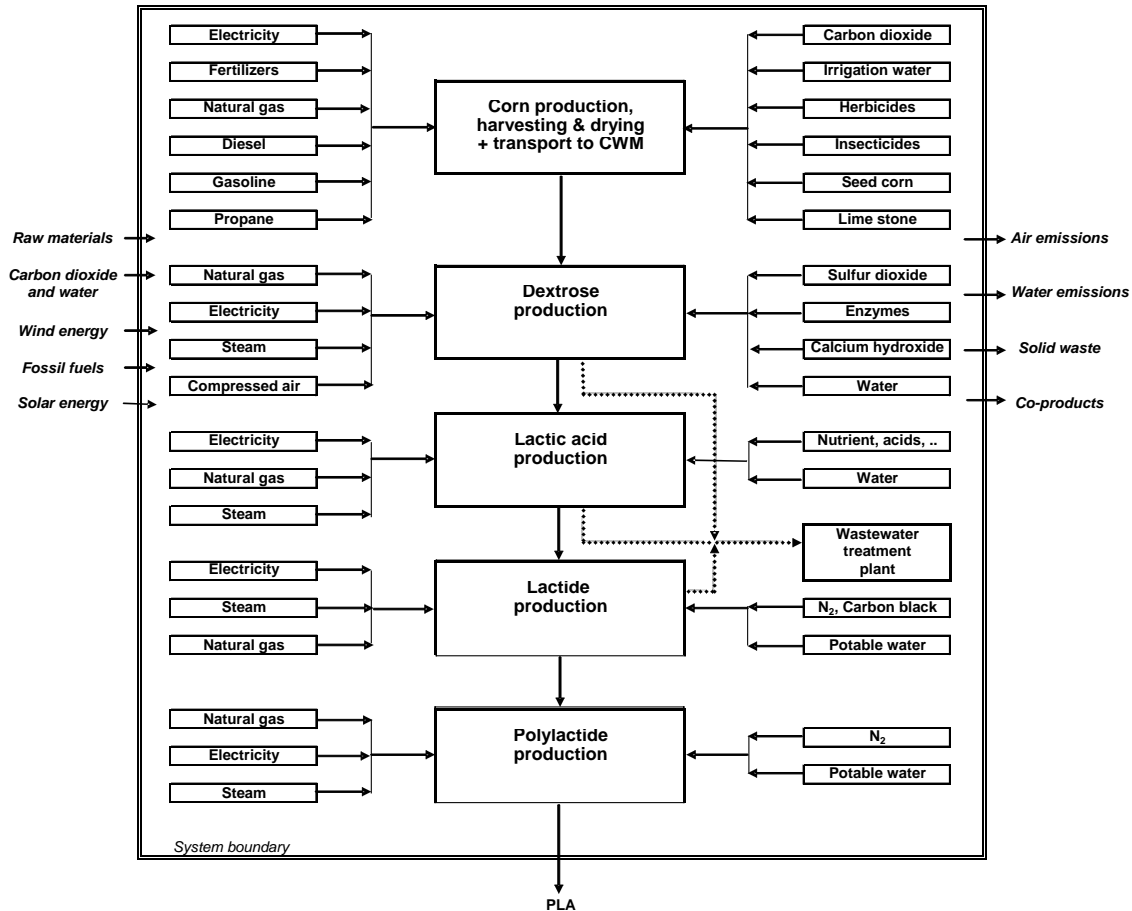 Electricity
Fertilizers
Natural gas
Diesel
Gasoline
Propane
Corn production,
harvesting & drying
+ transport to CWM
Carbon dioxide
Irrigation water
Herbicides
Insecticides
Seed corn
Lime stone
Raw materials
Carbon dioxide
and water
Wind energy
Fossil fuels
Solar energy
Air emissions
Water emissions
Solid waste
Co-products
Natural gas
Electricity
Steam
Compressed air
Dextrose
production
Sulfur dioxide
Enzymes
Calcium hydroxide
Water
Electricity
Natural gas
Steam
Lactic acid
production
Nutrient, acids, ..
Water
Wastewater
treatment
plant
Electricity
Steam
Natural gas
Lactide
production
N₂, Carbon black
Potable water
Natural gas
Electricity
Steam
Polylactide
production
N₂
Potable water
System boundary
PLA